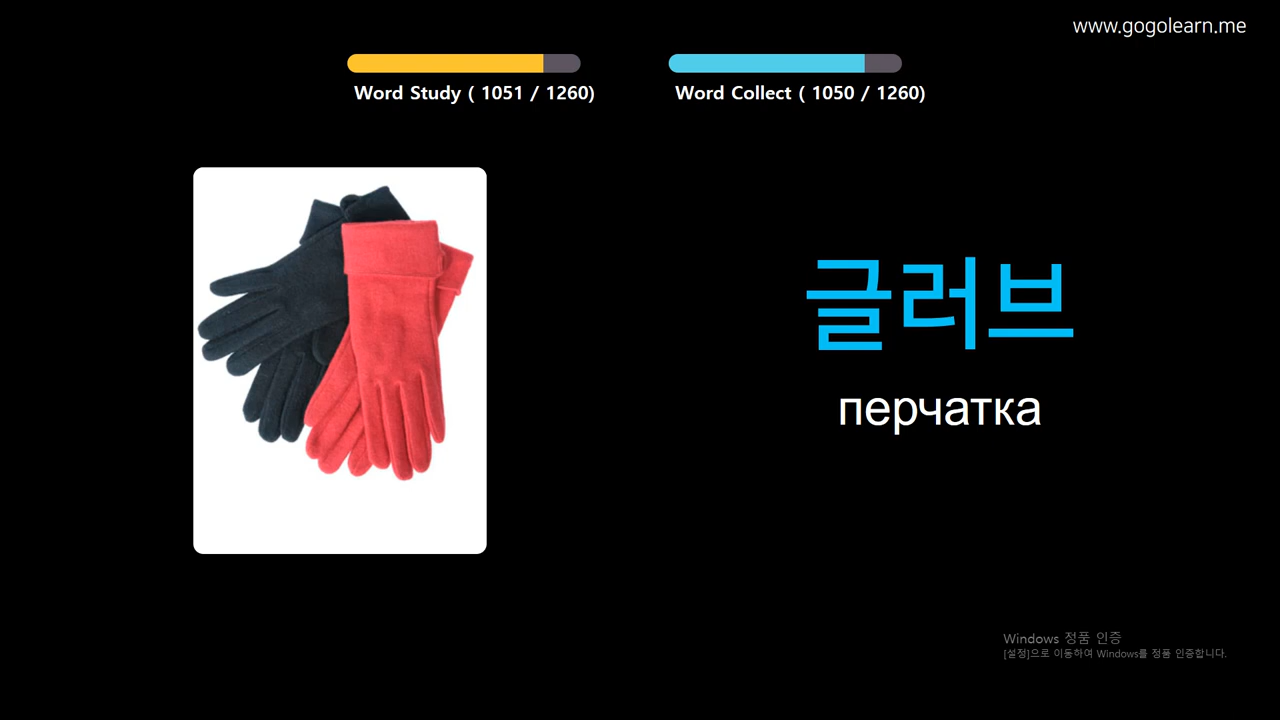 www.gogolearn.me
Word Study ( 1051 / 1260)
Word Collect ( 1050 / 1260)
글러브
перчатка
Windows 정품 인증
[설정]으로 이동하여 Windows를 정품 인증합니다.